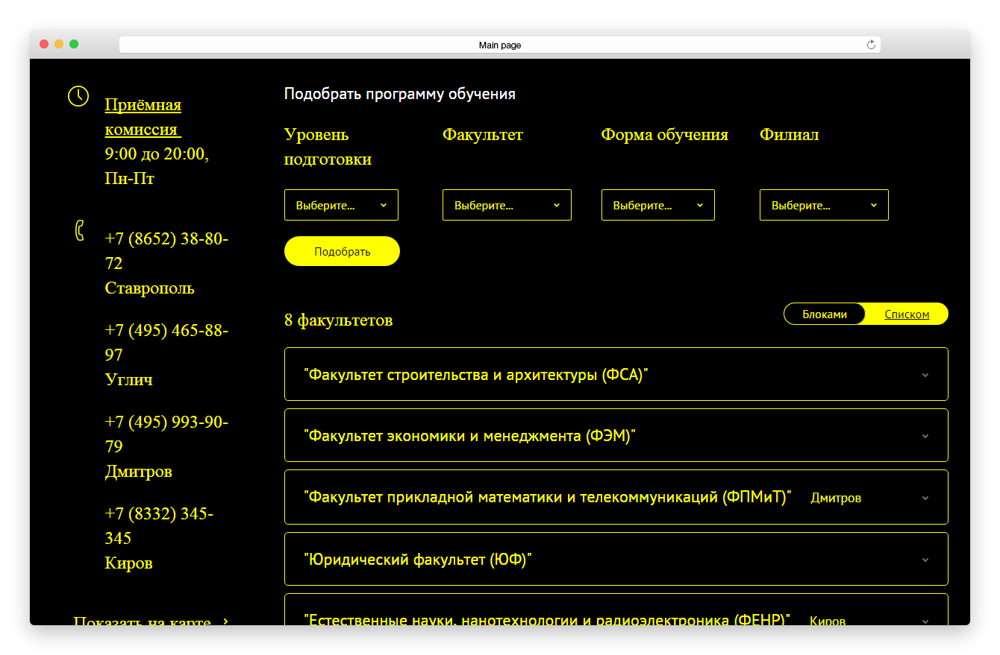 Main page
Приёмная
комиссия
9:00 до 20:00,
Пн-Пт
+7 (8652) 38-80-
72
Ставрополь
+7 (495) 465-88-
97
Углич
+7 (495) 993-90-
79
Дмитров
+7 (8332) 345-
345
Киров
Показать на карте
Подобрать программу обучения
Уровень
подготовки
Факультет
Форма обучения
Филиал
Выберите...
Выберите...
Выберите...
Выберите...
Подобрать
8 факультетов
Блоками
Списком
"Факультет строительства и архитектуры (ФСА)"
"Факультет экономики и менеджмента (ФЭМ)"
"Факультет прикладной математики и телекоммуникаций (ФПМиТ)" Дмитров
"Юридический факультет (ЮФ)"
"Естественные науки, нанотехнологии и радиоэлектроника (ФЕНР)" Киров